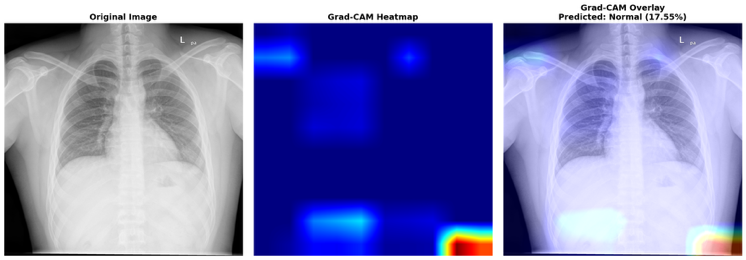 Original Image
Grad-CAM Heatmap
Grad-CAM Overlay
Predicted: Normal (17.55%)
L
L